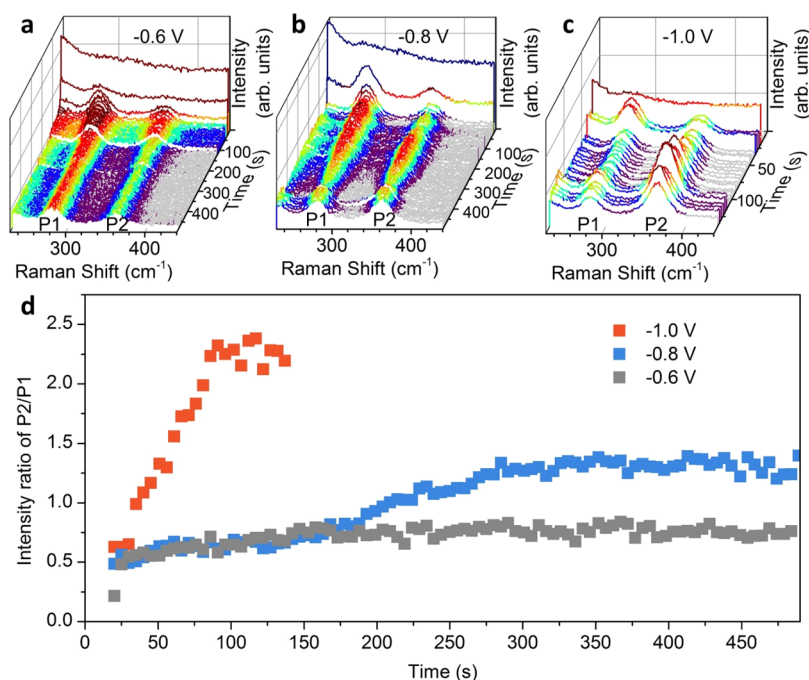 a
-0.6 V
Intensity
(arb. units)
100
200
300
400
Time (s)
P1
P2
300
400
Raman Shift (cm⁻¹)
b
-0.8 V
Intensity
(arb. units)
100
200
300
400
Time (s)
P1
P2
300
400
Raman Shift (cm⁻¹)
c
-1.0 V
Intensity
(arb. units)
50
100
Time (s)
P1
P2
300
400
Raman Shift (cm⁻¹)
d
Intensity ratio of P2/P1
2.5
2.0
1.5
1.0
0.5
0.0
-1.0 V
-0.8 V
-0.6 V
0
50
100
150
200
250
300
350
400
450
Time (s)